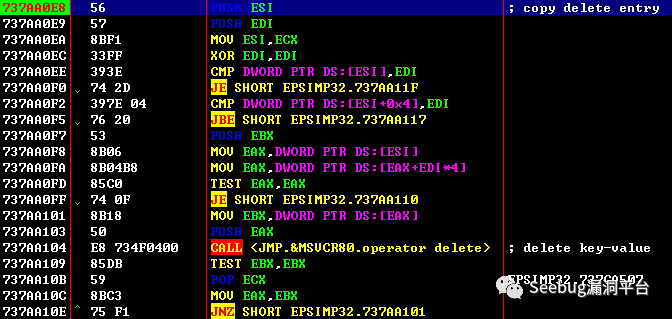 737AA0E8 56 PUSH ESI ; copy delete entry
737AA0E9 57 PUSH EDI
737AA0EA 8BF1 MOV ESI,ECX
737AA0EC 33FF XOR EDI,EDI
737AA0EE 393E CMP DWORD PTR DS:[ESI],EDI
737AA0F0 74 2D JE SHORT EPSIMP32.737AA11F
737AA0F2 397E 04 CMP DWORD PTR DS:[ESI+0x4],EDI
737AA0F5 76 20 JBE SHORT EPSIMP32.737AA117
737AA0F7 53 PUSH EBX
737AA0F8 8B06 MOV EAX,DWORD PTR DS:[ESI]
737AA0FA 8B04B8 MOV EAX,DWORD PTR DS:[EAX+EDI*4]
737AA0FD 85C0 TEST EAX,EAX
737AA0FF 74 0F JE SHORT EPSIMP32.737AA110
737AA101 8B18 MOV EBX,DWORD PTR DS:[EAX]
737AA103 50 PUSH EAX
737AA104 E8 734F0400 CALL <JMP.&MSVCR80.operator delete> ; delete key-value
737AA109 85DB TEST EBX,EBX
737AA10B 59 POP ECX EPSIMP32.737CA507
737AA10C 8BC3 MOV EAX,EBX
737AA10E 75 F1 JNZ SHORT EPSIMP32.737AA101
Seebug漏洞平台